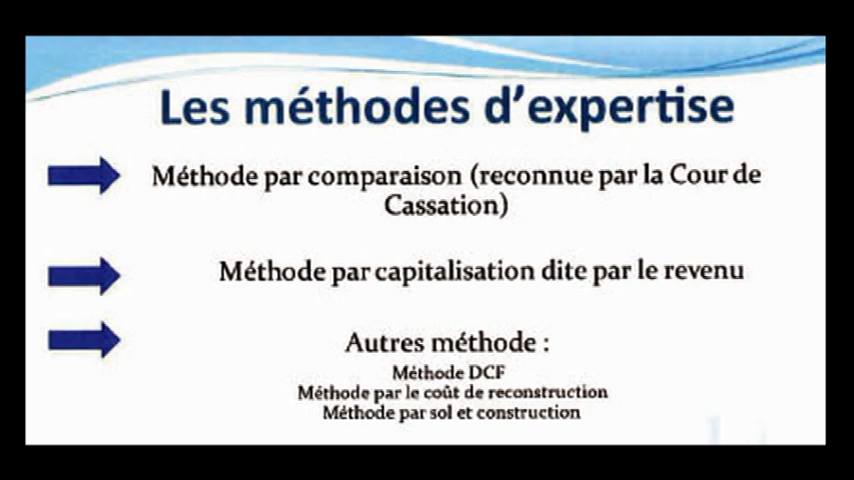 Les méthodes d'expertise
Méthode par comparaison (reconnue par la Cour de
Cassation)
Méthode par capitalisation dite par le revenu
Autres méthode :
Méthode DCF
Méthode par le coût de reconstruction
Méthode par sol et construction